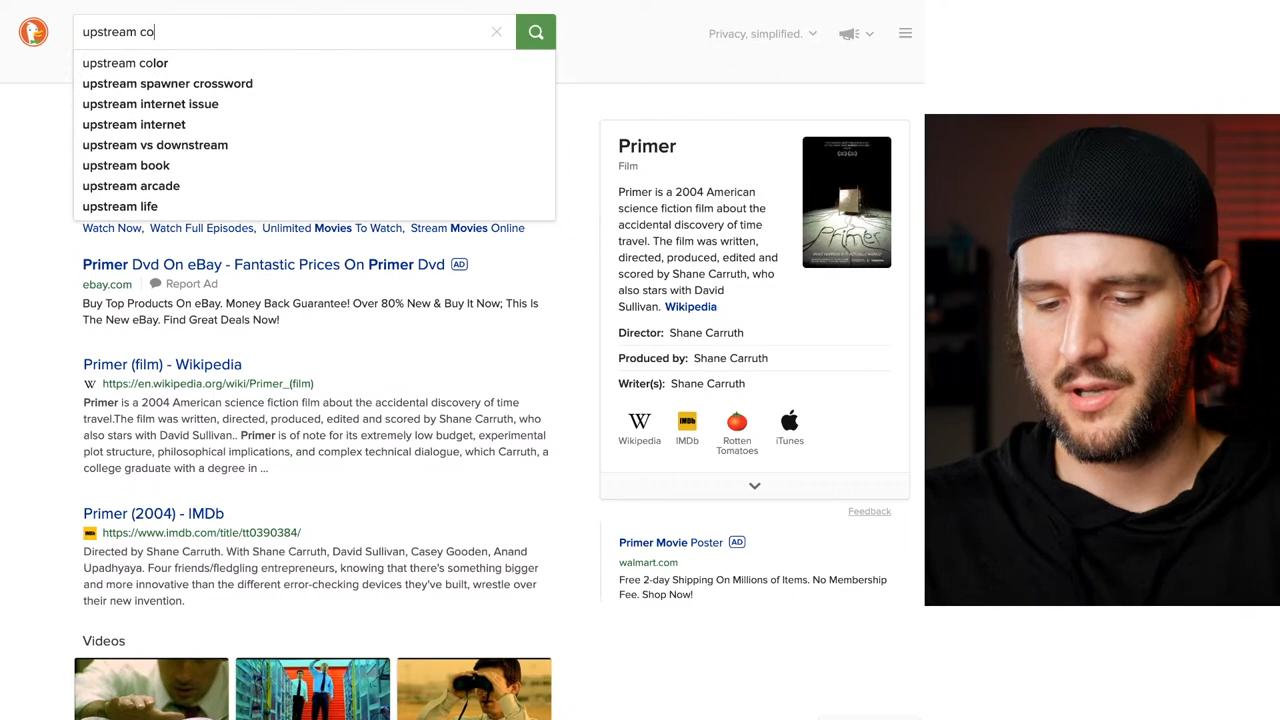 upstream co
Privacy, simplified.
upstream color
upstream spawner crossword
upstream internet issue
upstream internet
upstream vs downstream
upstream book
upstream arcade
upstream life
Watch Now, Watch Full Episodes, Unlimited Movies To Watch, Stream Movies Online
Primer Dvd On eBay - Fantastic Prices On Primer Dvd AD
ebay.com Report Ad
Buy Top Products On eBay. Money Back Guarantee! Over 80% New & Buy It Now; This Is
The New eBay. Find Great Deals Now!
Primer (film) - Wikipedia
W https://en.wikipedia.org/wiki/Primer_(film)
Primer is a 2004 American science fiction film about the accidental discovery of time
travel.The film was written, directed, produced, edited and scored by Shane Carruth, who
also stars with David Sullivan.. Primer is of note for its extremely low budget, experimental
plot structure, philosophical implications, and complex technical dialogue, which Carruth, a
college graduate with a degree in ...
Primer (2004) - IMDb
IMDb https://www.imdb.com/title/tt0390384/
Directed by Shane Carruth. With Shane Carruth, David Sullivan, Casey Gooden, Anand
Upadhyaya. Four friends/fledgling entrepreneurs, knowing that there's something bigger
and more innovative than the different error-checking devices they've built, wrestle over
their new invention.
Videos
Primer
Film
Primer is a 2004 American
science fiction film about the
accidental discovery of time
travel. The film was written,
directed, produced, edited and
scored by Shane Carruth, who
also stars with David
Sullivan. Wikipedia
Primer
Director: Shane Carruth
Produced by: Shane Carruth
Writer(s): Shane Carruth
W
IMDb
Wikipedia
IMDb
Rotten
Tomatoes
iTunes
Feedback
Primer Movie Poster AD
walmart.com
Free 2-day Shipping On Millions of Items. No Membership
Fee. Shop Now!